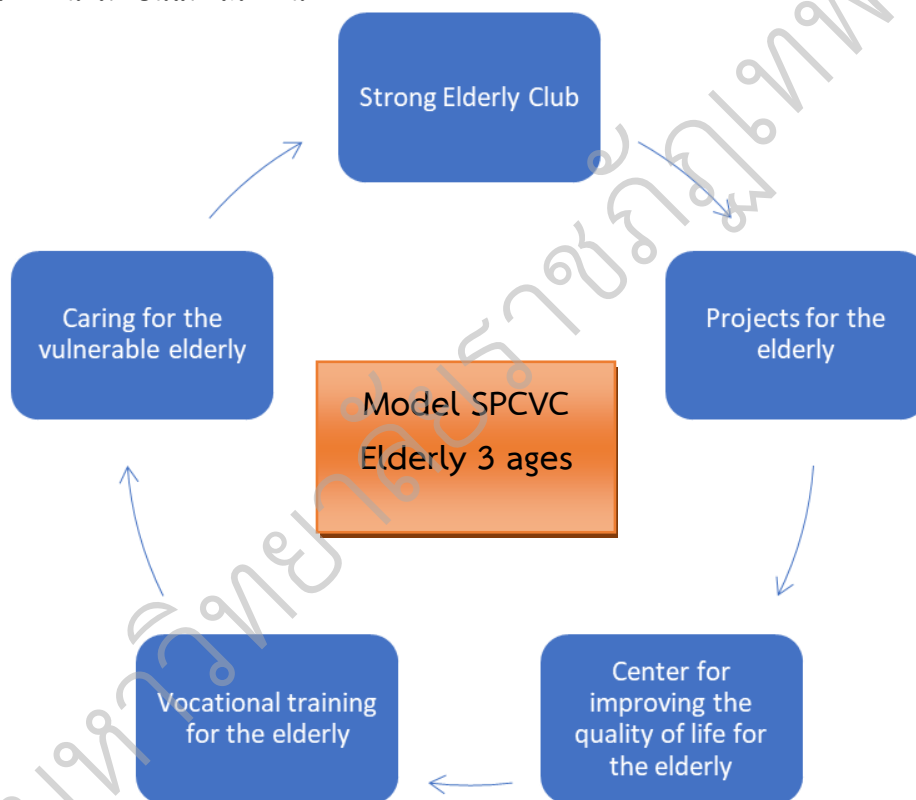 Strong Elderly Club
Projects for the
elderly
Center for
improving the
quality of life for
the elderly
Vocational training
for the elderly
Caring for the
vulnerable elderly
Model SPCVC
Elderly 3 ages